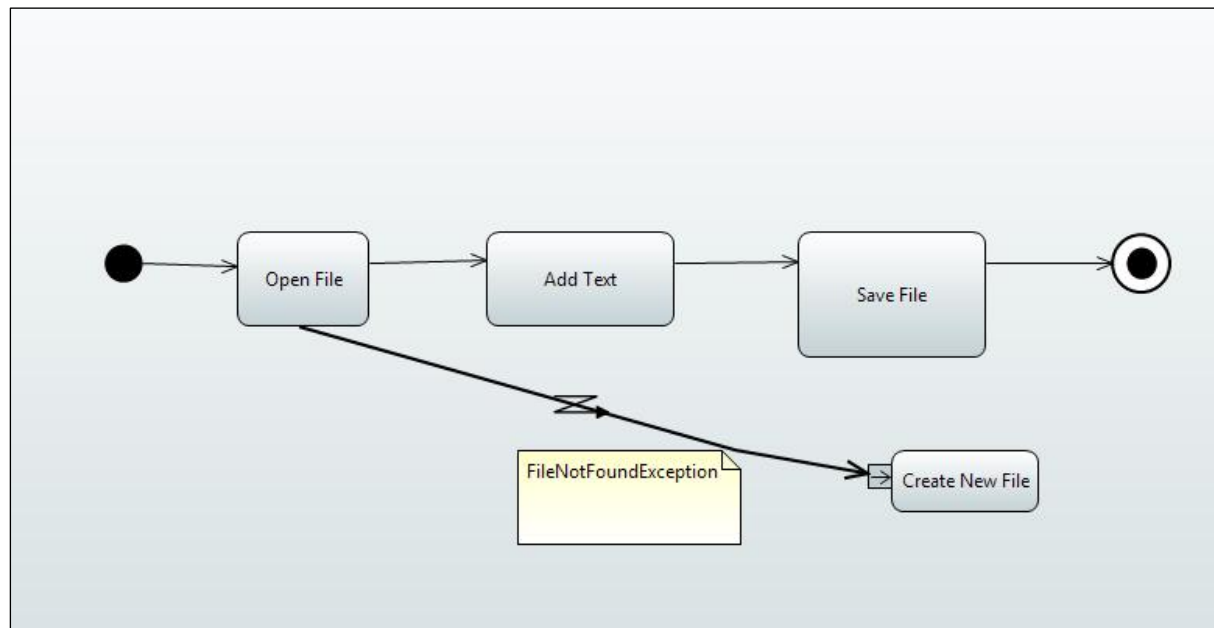 Open File
Add Text
Save File
FileNotFoundException
Create New File